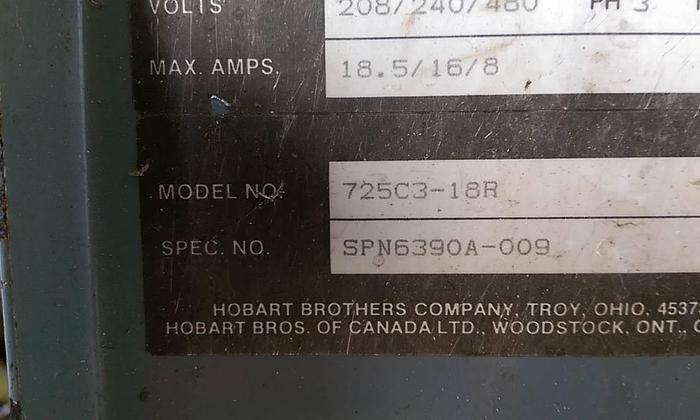 VOLTS 208/240/480 PH 3
MAX. AMPS. 18.5/16/8
MODEL NO. 725C3-18R
SPEC. NO. SPN6390A-009
HOBART BROTHERS COMPANY, TROY, OHIO, 4537
HOBART BROS. OF CANADA LTD., WOODSTOCK, ONT.,